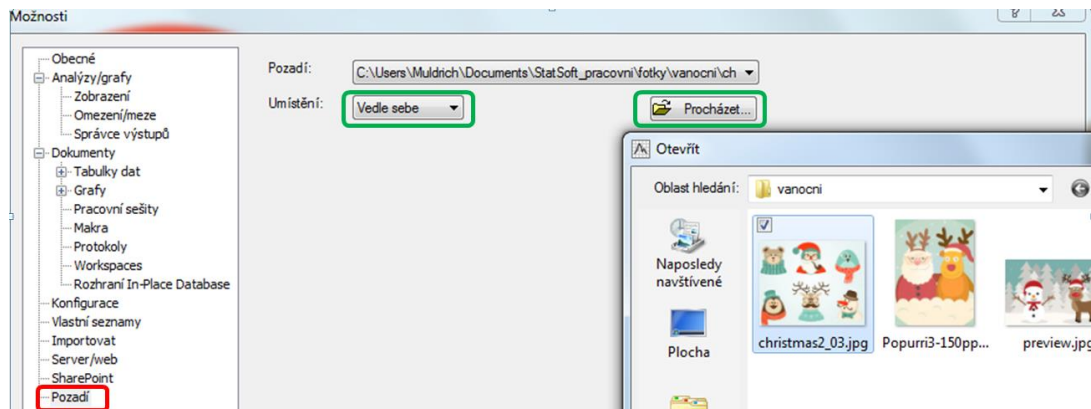 Možnosti
Obecné
Analýzy/grafy
Zobrazení
Omezení/meze
Správce výstupů
Dokumenty
Tabulky dat
Grafy
Pracovní sešity
Makra
Protokoly
Workspaces
Rozhraní In-Place Database
Konfigurace
Vlastní seznamy
Importovat
Server/web
SharePoint
Pozadí
Pozadí:
C:\Users\Muldrich\Documents\StatSoft_pracovni\fotky\vanocni\ch
Umístění:
Vedle sebe
Procházet...
Otevřít
Oblast hledání:
vanocni
Naposledy
navštívené
Plocha
christmas2_03.jpg
Popurri3-150pp...
preview.jpg